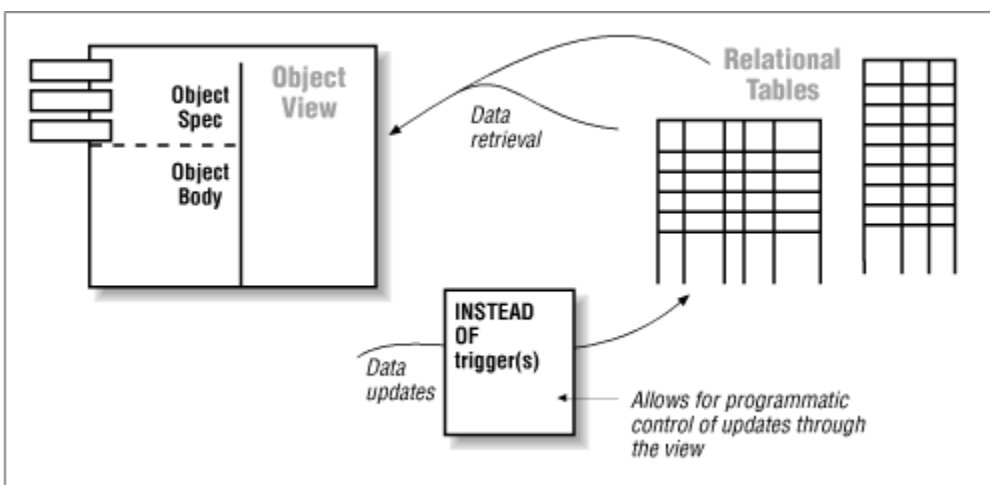 Object
Spec
Object
View
Object
Body
Data
retrieval
Relational
Tables
INSTEAD
OF
trigger(s)
Data
updates
Allows for programmatic
control of updates through
the view